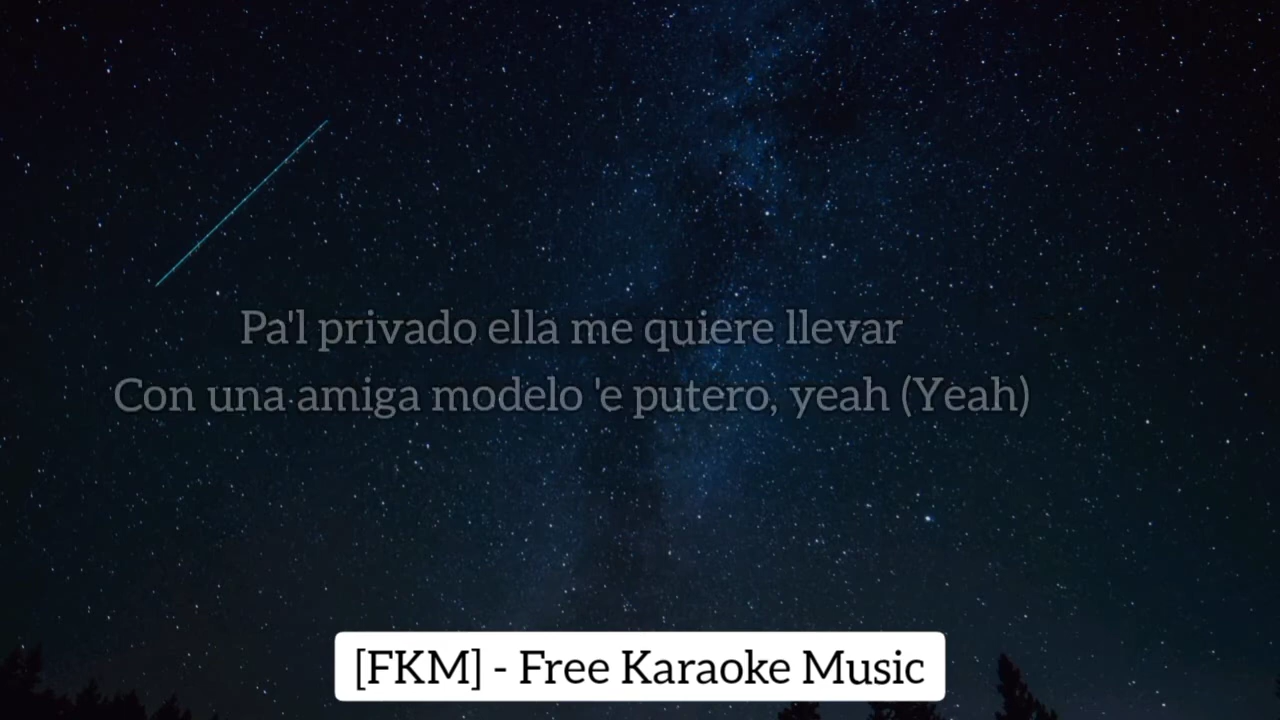 Pa'l privado ella me quiere llevar
Con una amiga modelo 'e putero, yeah (Yeah)
[FKM] - Free Karaoke Music